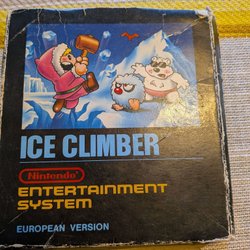 ICE CLIMBER
Nintendo
ENTERTAINMENT
SYSTEM
EUROPEAN VERSION